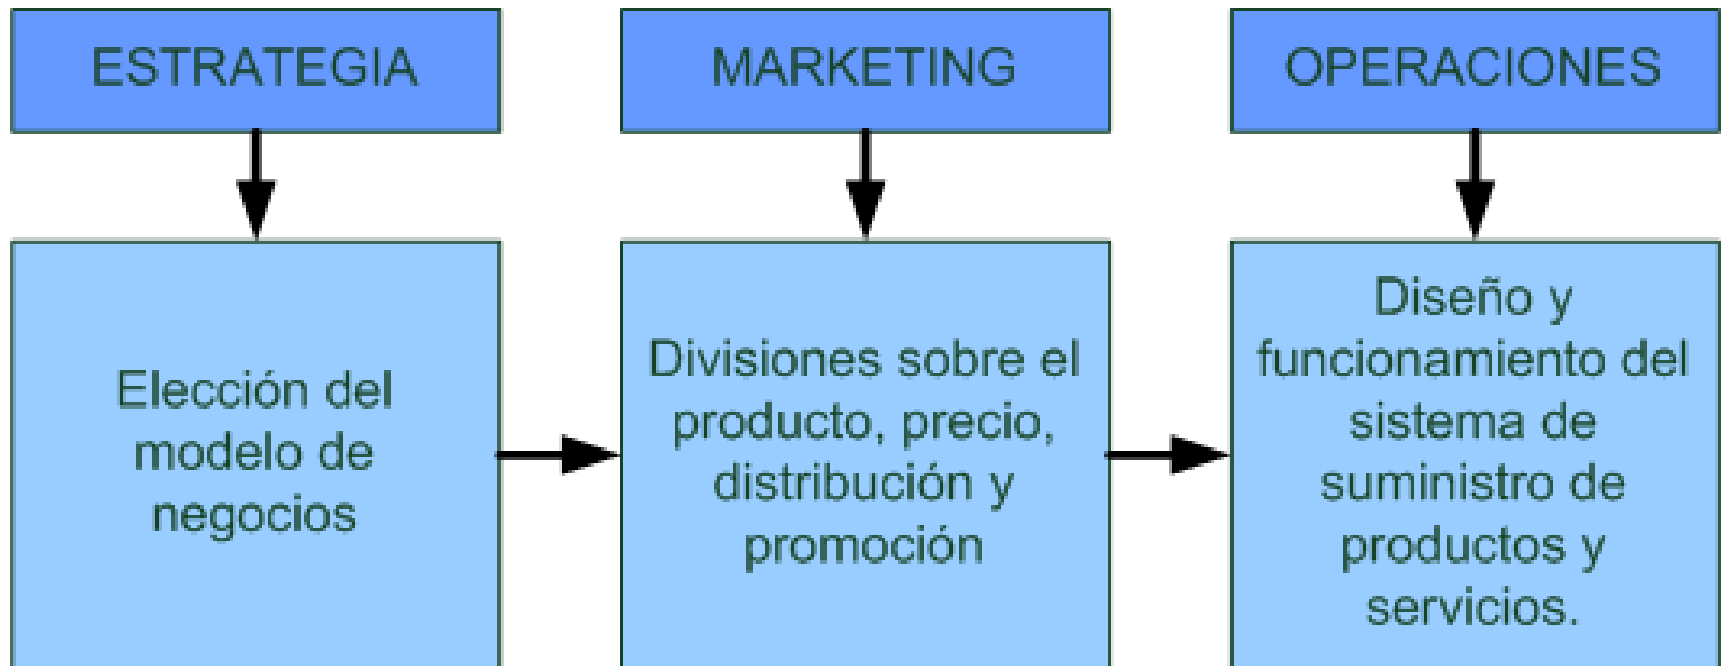 ESTRATEGIA
MARKETING
OPERACIONES
Elección del
modelo de
negocios
Divisiones sobre el
producto, precio,
distribución y
promoción
Diseño y
funcionamiento del
sistema de
suministro de
productos y
servicios.